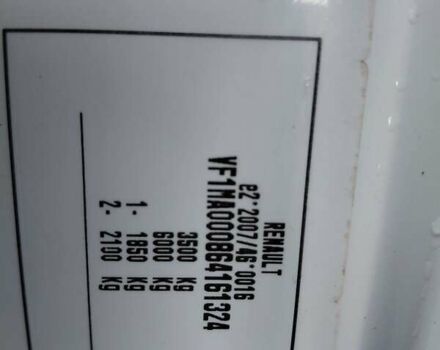 RENAULT
e2*2007/46*0016
VF1MA000864161324
3500 kg
6000 kg
1- 1850 kg
2- 2100 kg